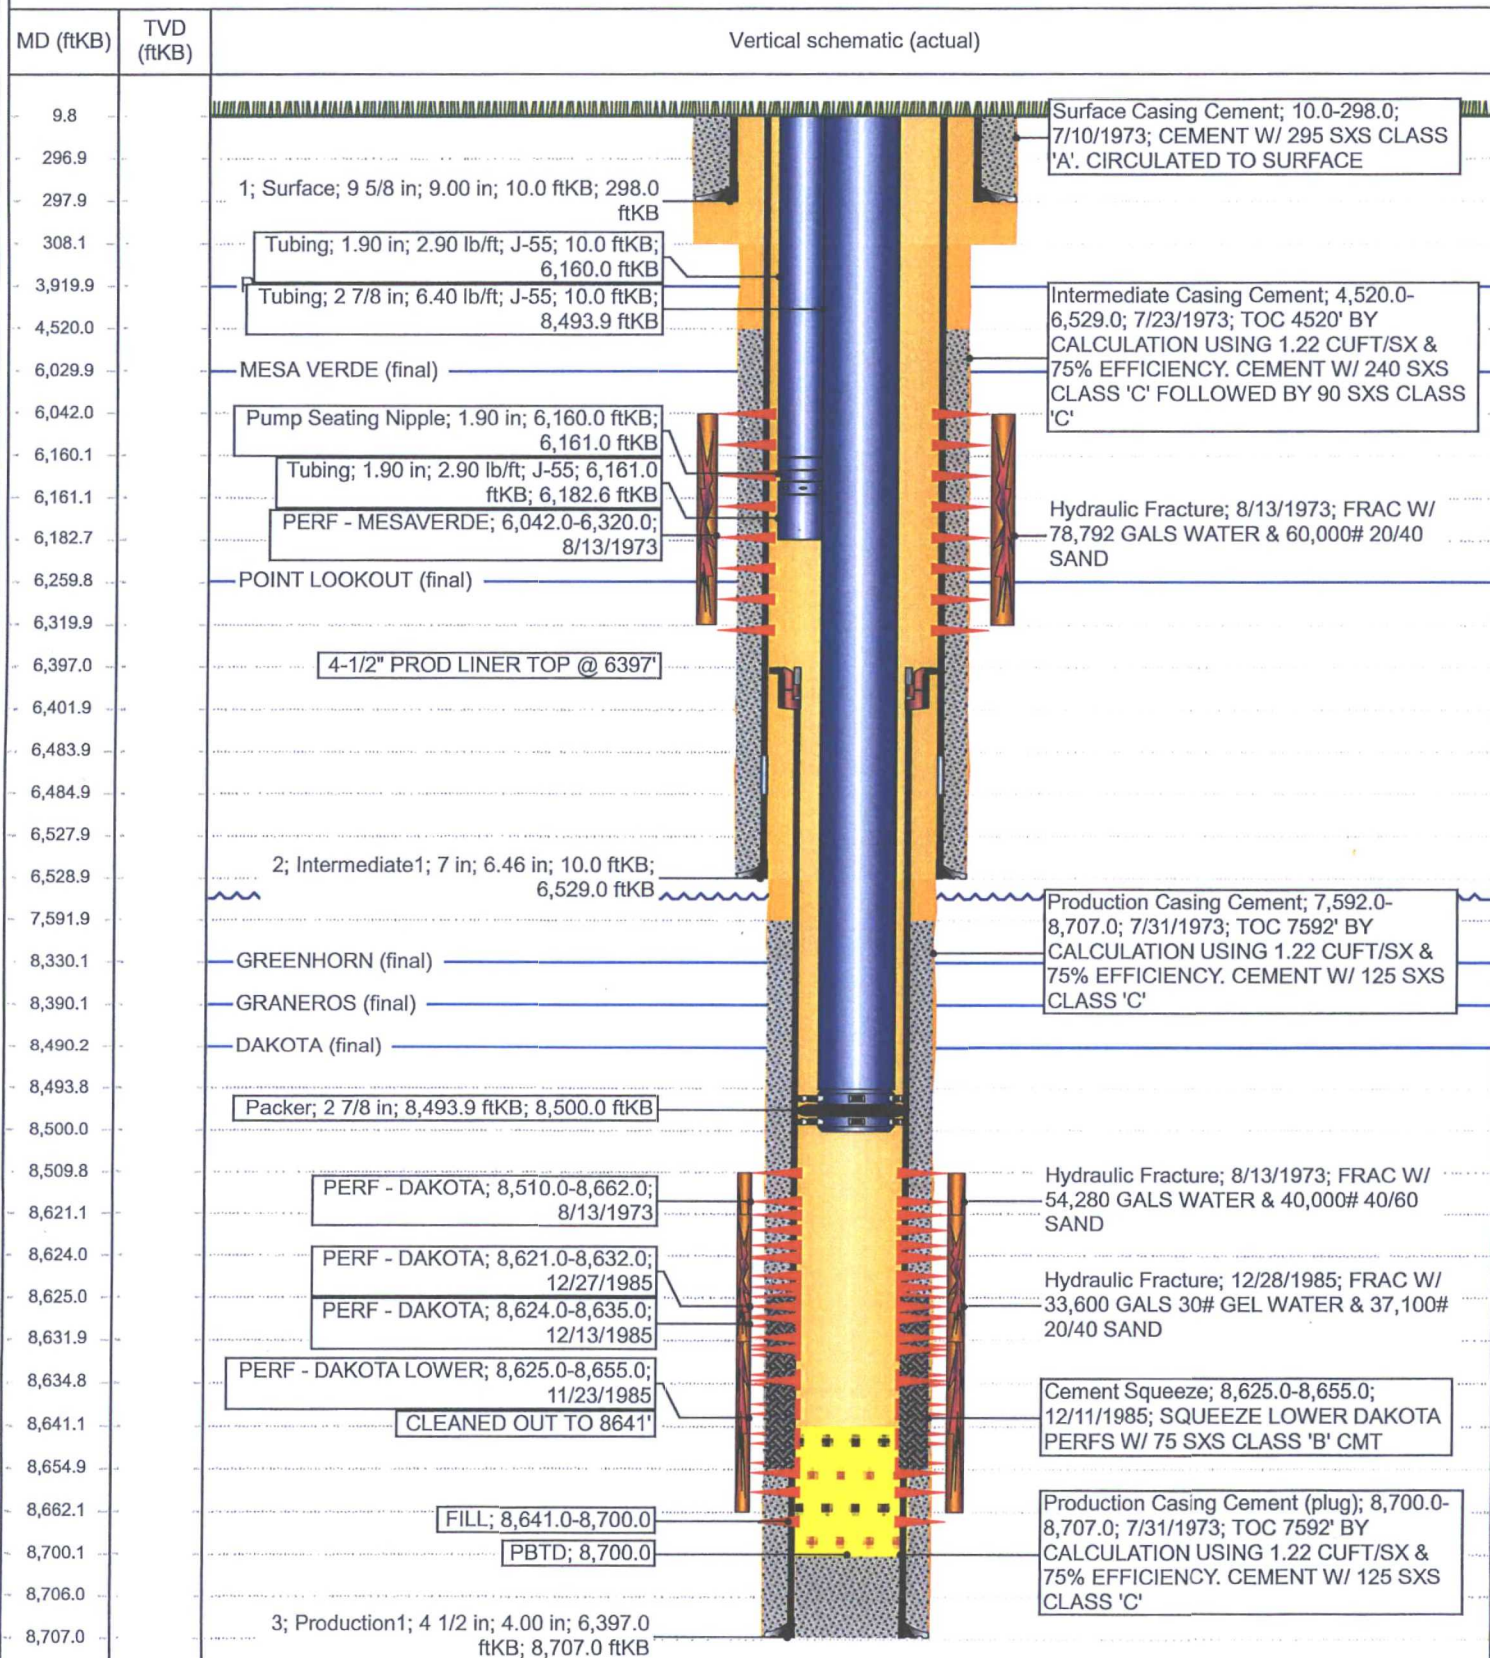 MD (ftKB)
TVD
(ftKB)
Vertical schematic (actual)
9.8
296.9
297.9
308.1
3,919.9
4,520.0
6,029.9
6,042.0
6,160.1
6,161.1
6,182.7
6,259.8
6,319.9
6,397.0
6,401.9
6,483.9
6,484.9
6,527.9
6,528.9
7,591.9
8,330.1
8,390.1
8,490.2
8,493.8
8,500.0
8,509.8
8,621.1
8,624.0
8,625.0
8,631.9
8,634.8
8,641.1
8,654.9
8,662.1
8,700.1
8,706.0
8,707.0
1; Surface; 9 5/8 in; 9.00 in; 10.0 ftKB; 298.0
ftKB
Tubing; 1.90 in; 2.90 lb/ft; J-55; 10.0 ftKB;
6,160.0 ftKB
Tubing; 2 7/8 in; 6.40 lb/ft; J-55; 10.0 ftKB;
8,493.9 ftKB
MESA VERDE (final)
Pump Seating Nipple; 1.90 in; 6,160.0 ftKB;
6,161.0 ftKB
Tubing; 1.90 in; 2.90 lb/ft; J-55; 6,161.0
ftKB; 6,182.6 ftKB
PERF - MESAVERDE; 6,042.0-6,320.0;
8/13/1973
POINT LOOKOUT (final)
4-1/2" PROD LINER TOP @ 6397'
2; Intermediate1; 7 in; 6.46 in; 10.0 ftKB;
6,529.0 ftKB
GREENHORN (final)
GRANEROS (final)
DAKOTA (final)
Packer; 2 7/8 in; 8,493.9 ftKB; 8,500.0 ftKB
PERF - DAKOTA; 8,510.0-8,662.0;
8/13/1973
PERF - DAKOTA; 8,621.0-8,632.0;
12/27/1985
PERF - DAKOTA; 8,624.0-8,635.0;
12/13/1985
PERF - DAKOTA LOWER; 8,625.0-8,655.0;
11/23/1985
CLEANED OUT TO 8641'
FILL; 8,641.0-8,700.0
PBTD; 8,700.0
3; Production1; 4 1/2 in; 4.00 in; 6,397.0
ftKB; 8,707.0 ftKB
Surface Casing Cement; 10.0-298.0;
7/10/1973; CEMENT W/ 295 SXS CLASS
'A'. CIRCULATED TO SURFACE
Intermediate Casing Cement; 4,520.0-
6,529.0; 7/23/1973; TOC 4520' BY
CALCULATION USING 1.22 CUFT/SX &
75% EFFICIENCY. CEMENT W/ 240 SXS
CLASS 'C' FOLLOWED BY 90 SXS CLASS
'C'
Hydraulic Fracture; 8/13/1973; FRAC W/
78,792 GALS WATER & 60,000# 20/40
SAND
Production Casing Cement; 7,592.0-
8,707.0; 7/31/1973; TOC 7592' BY
CALCULATION USING 1.22 CUFT/SX &
75% EFFICIENCY. CEMENT W/ 125 SXS
CLASS 'C'
Hydraulic Fracture; 8/13/1973; FRAC W/
54,280 GALS WATER & 40,000# 40/60
SAND
Hydraulic Fracture; 12/28/1985; FRAC W/
33,600 GALS 30# GEL WATER & 37,100#
20/40 SAND
Cement Squeeze; 8,625.0-8,655.0;
12/11/1985; SQUEEZE LOWER DAKOTA
PERFS W/ 75 SXS CLASS 'B' CMT
Production Casing Cement (plug); 8,700.0-
8,707.0; 7/31/1973; TOC 7592' BY
CALCULATION USING 1.22 CUFT/SX &
75% EFFICIENCY. CEMENT W/ 125 SXS
CLASS 'C'